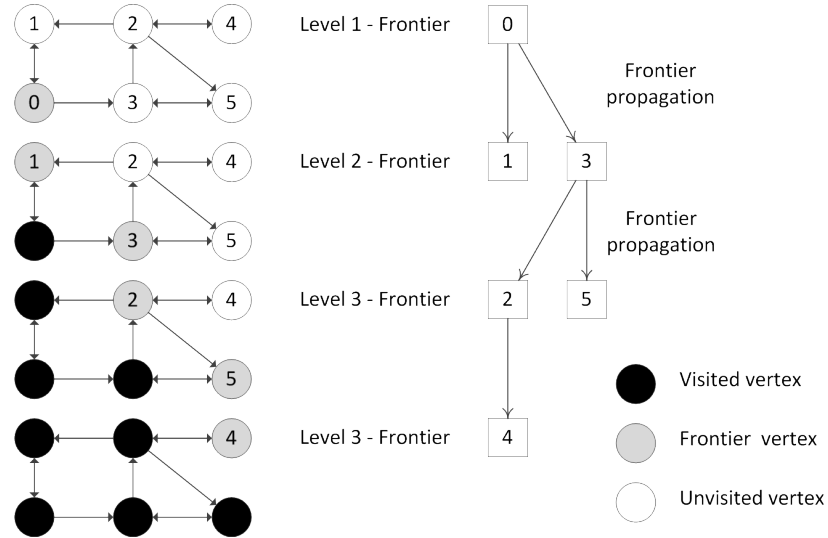 1 2 4 Level 1 - Frontier 0
Frontier
propagation
0 3 5
1 2 4 Level 2 - Frontier 1 3
Frontier
propagation
3 5
2 4 Level 3 - Frontier 2 5
5 Visited vertex
4 Level 3 - Frontier 4 Frontier vertex
Unvisited vertex